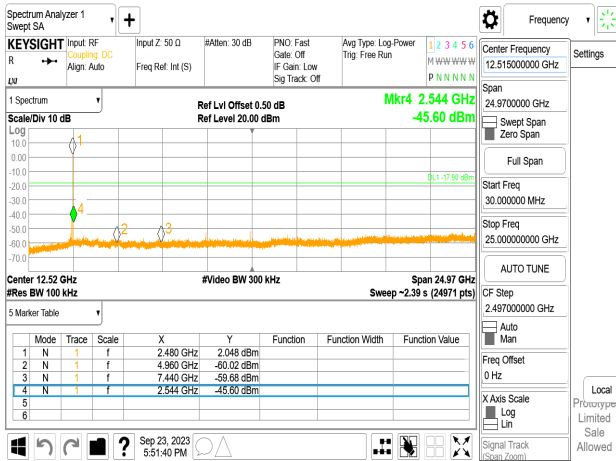 Spectrum Analyzer 1
Swept SA
Frequency
KEYSIGHT Input: RF
Coupling: DC
Align: Auto
Input Z: 50 Ω
Freq Ref: Int (S)
#Atten: 30 dB
PNO: Fast
Gate: Off
IF Gain: Low
Sig Track: Off
Avg Type: Log-Power
Trig: Free Run
1 2 3 4 5 6
M W W W W W
P N N N N N
R
LXI
1 Spectrum
Scale/Div 10 dB
Ref Lvl Offset 0.50 dB
Ref Level 20.00 dBm
Mkr4 2.544 GHz
-45.60 dBm
Log
10.0
0.00
-10.0
-20.0
-30.0
-40.0
-50.0
-60.0
-70.0
1
4
2
3
DL1 -17.90 dBm
Center 12.52 GHz
#Video BW 300 kHz
Span 24.97 GHz
#Res BW 100 kHz
Sweep ~2.39 s (24971 pts)
5 Marker Table
Mode Trace Scale X Y Function Function Width Function Value
1 N 1 f 2.480 GHz 2.048 dBm
2 N 1 f 4.960 GHz -60.02 dBm
3 N 1 f 7.440 GHz -59.68 dBm
4 N 1 f 2.544 GHz -45.60 dBm
5
6
Sep 23, 2023
5:51:40 PM
Center Frequency
12.515000000 GHz
Settings
Span
24.9700000 GHz
Swept Span
Zero Span
Full Span
Start Freq
30.000000 MHz
Stop Freq
25.000000000 GHz
AUTO TUNE
CF Step
2.497000000 GHz
Auto
Man
Freq Offset
0 Hz
X Axis Scale
Log
Lin
Signal Track
(Span Zoom)
Local
Prototype
Limited
Sale
Allowed